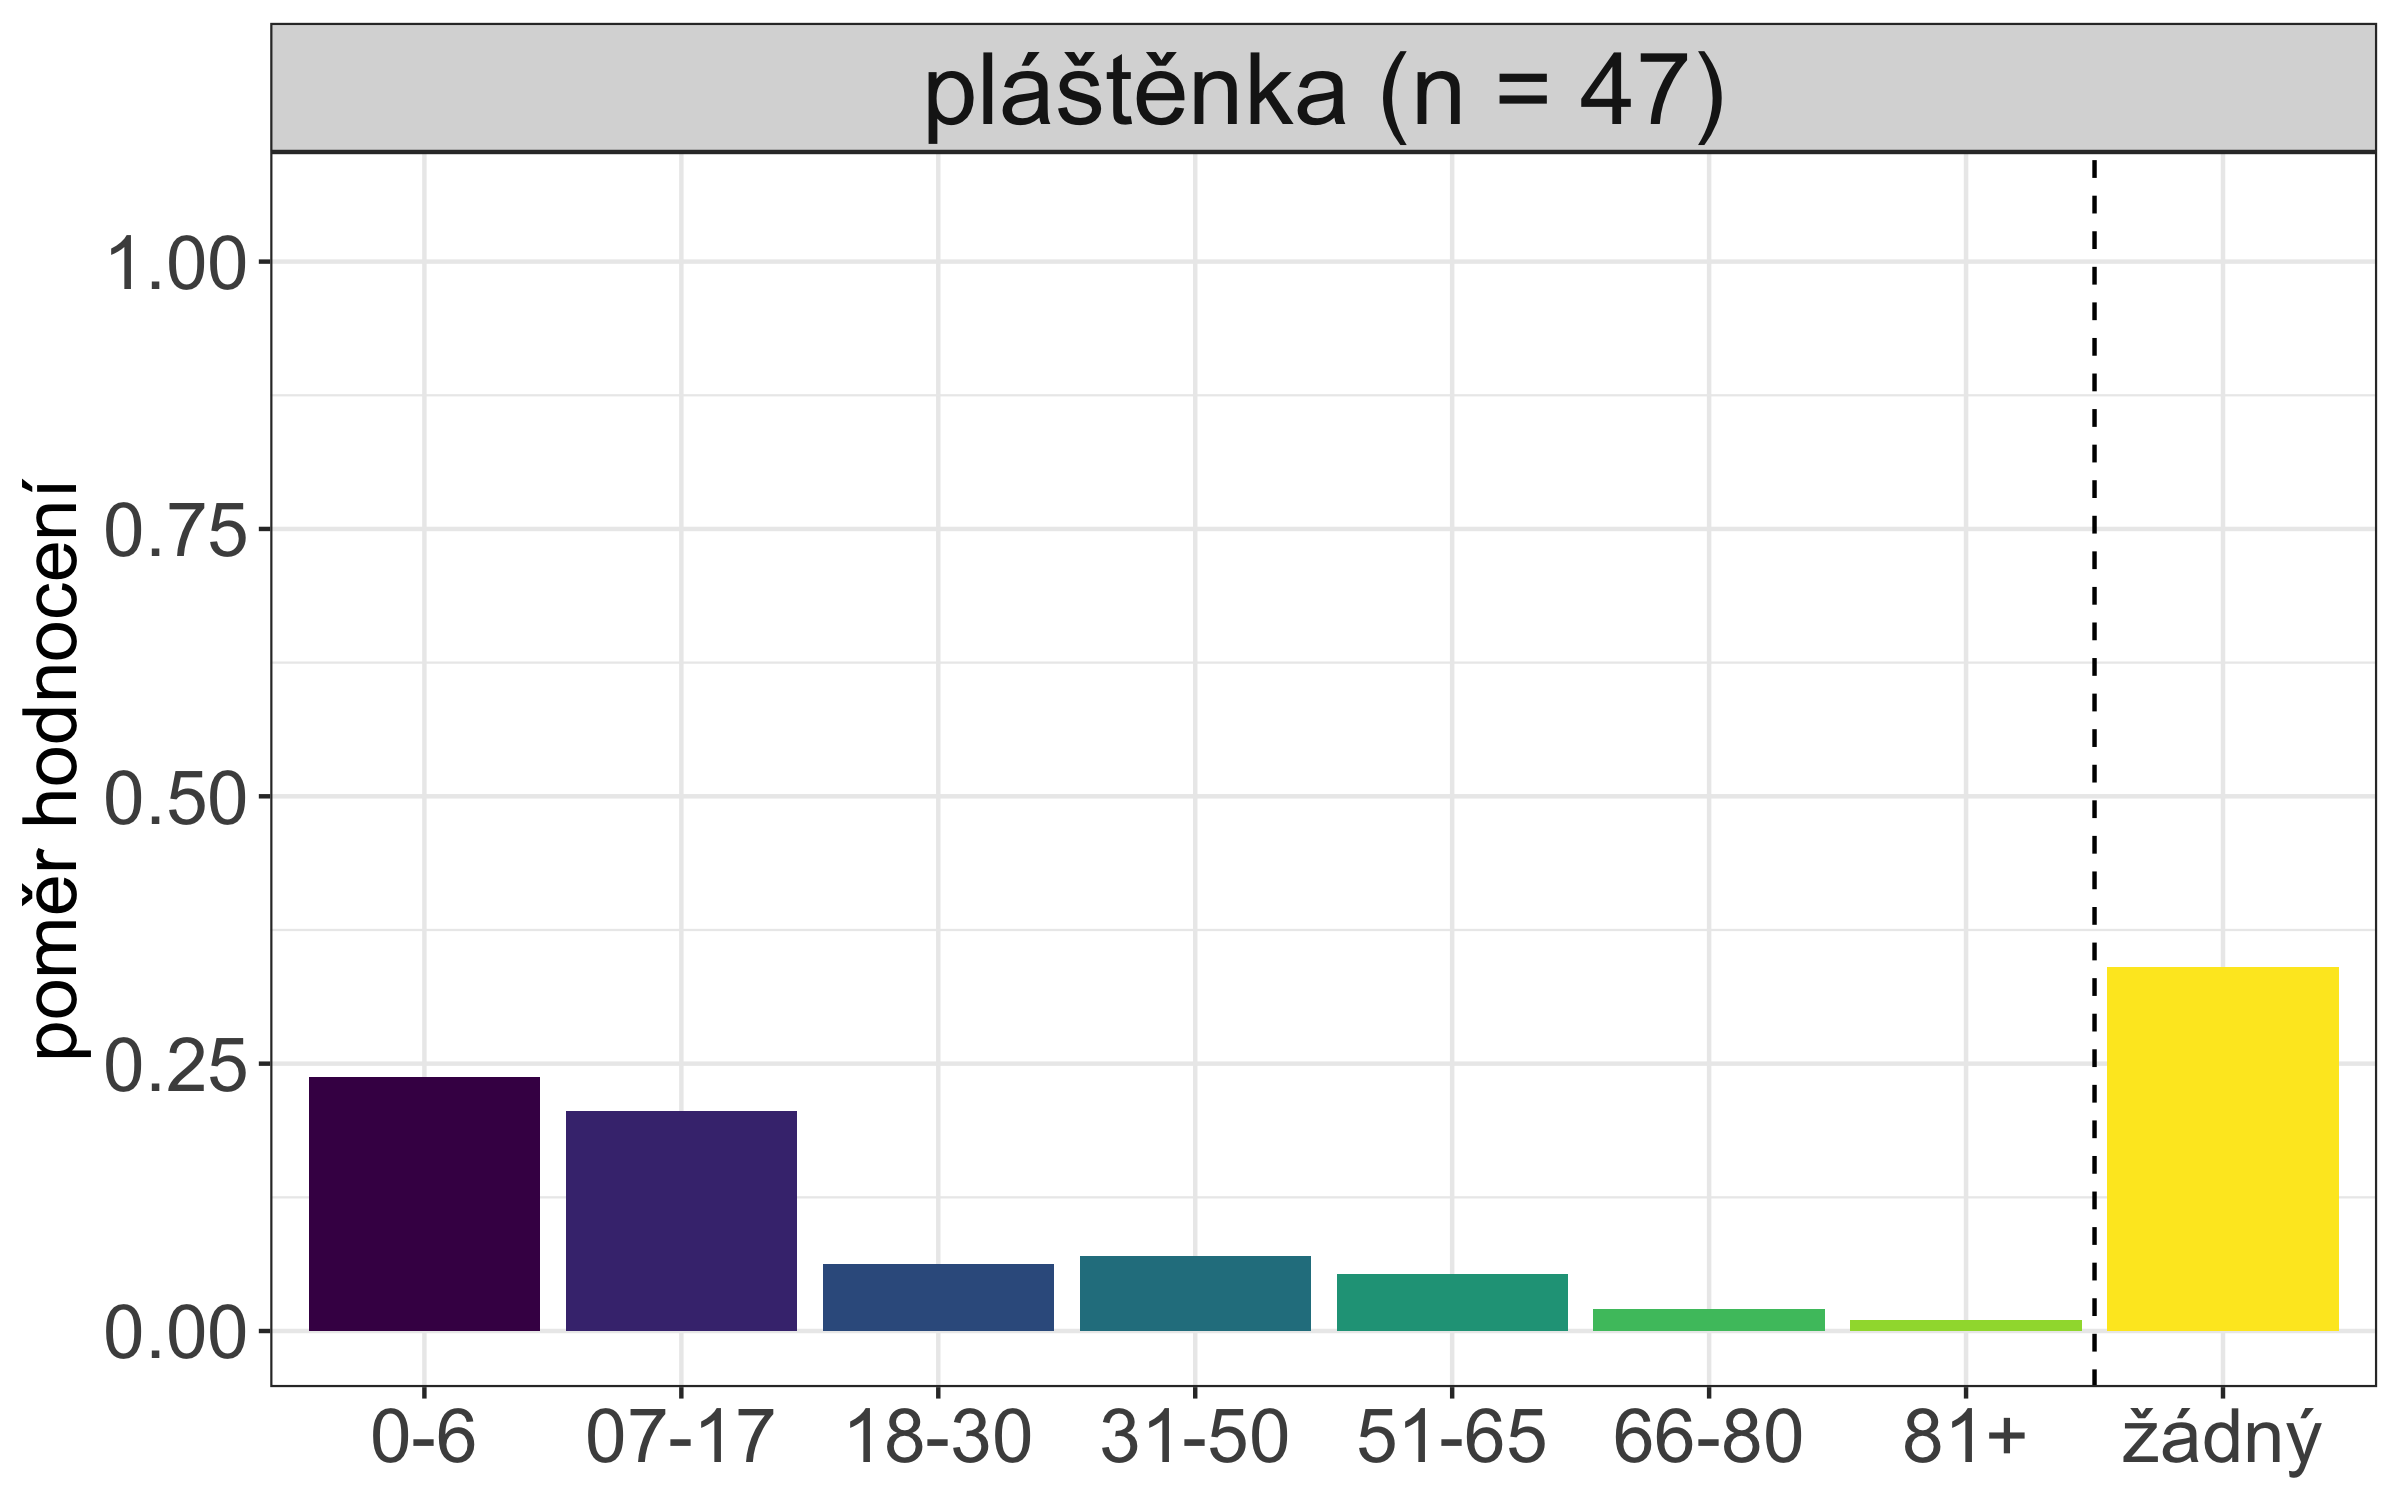 pláštěnka (n = 47)
poměr hodnocení
1.00
0.75
0.50
0.25
0.00
0-6 07-17 18-30 31-50 51-65 66-80 81+ žádný